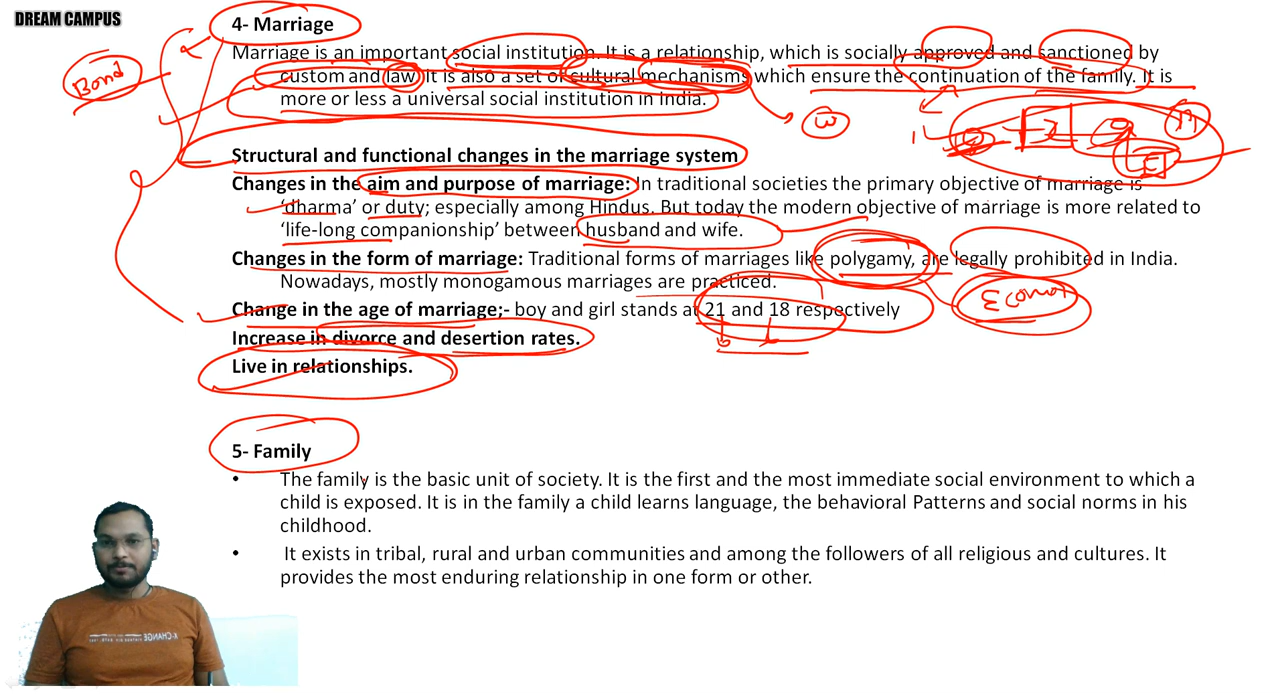 DREAM CAMPUS
4- Marriage
Marriage is an important social institution. It is a relationship, which is socially approved and sanctioned by
custom and law. It is also a set of cultural mechanisms which ensure the continuation of the family. It is
more or less a universal social institution in India.
Bond
Structural and functional changes in the marriage system
Changes in the aim and purpose of marriage: In traditional societies the primary objective of marriage is
‘dharma’ or duty; especially among Hindus. But today the modern objective of marriage is more related to
‘life-long companionship’ between husband and wife.
Changes in the form of marriage: Traditional forms of marriages like polygamy, are legally prohibited in India.
Nowadays, mostly monogamous marriages are practiced.
Change in the age of marriage;- boy and girl stands at 21 and 18 respectively
Increase in divorce and desertion rates.
Live in relationships.
5- Family
• The family is the basic unit of society. It is the first and the most immediate social environment to which a
child is exposed. It is in the family a child learns language, the behavioral Patterns and social norms in his
childhood.
• It exists in tribal, rural and urban communities and among the followers of all religious and cultures. It
provides the most enduring relationship in one form or other.